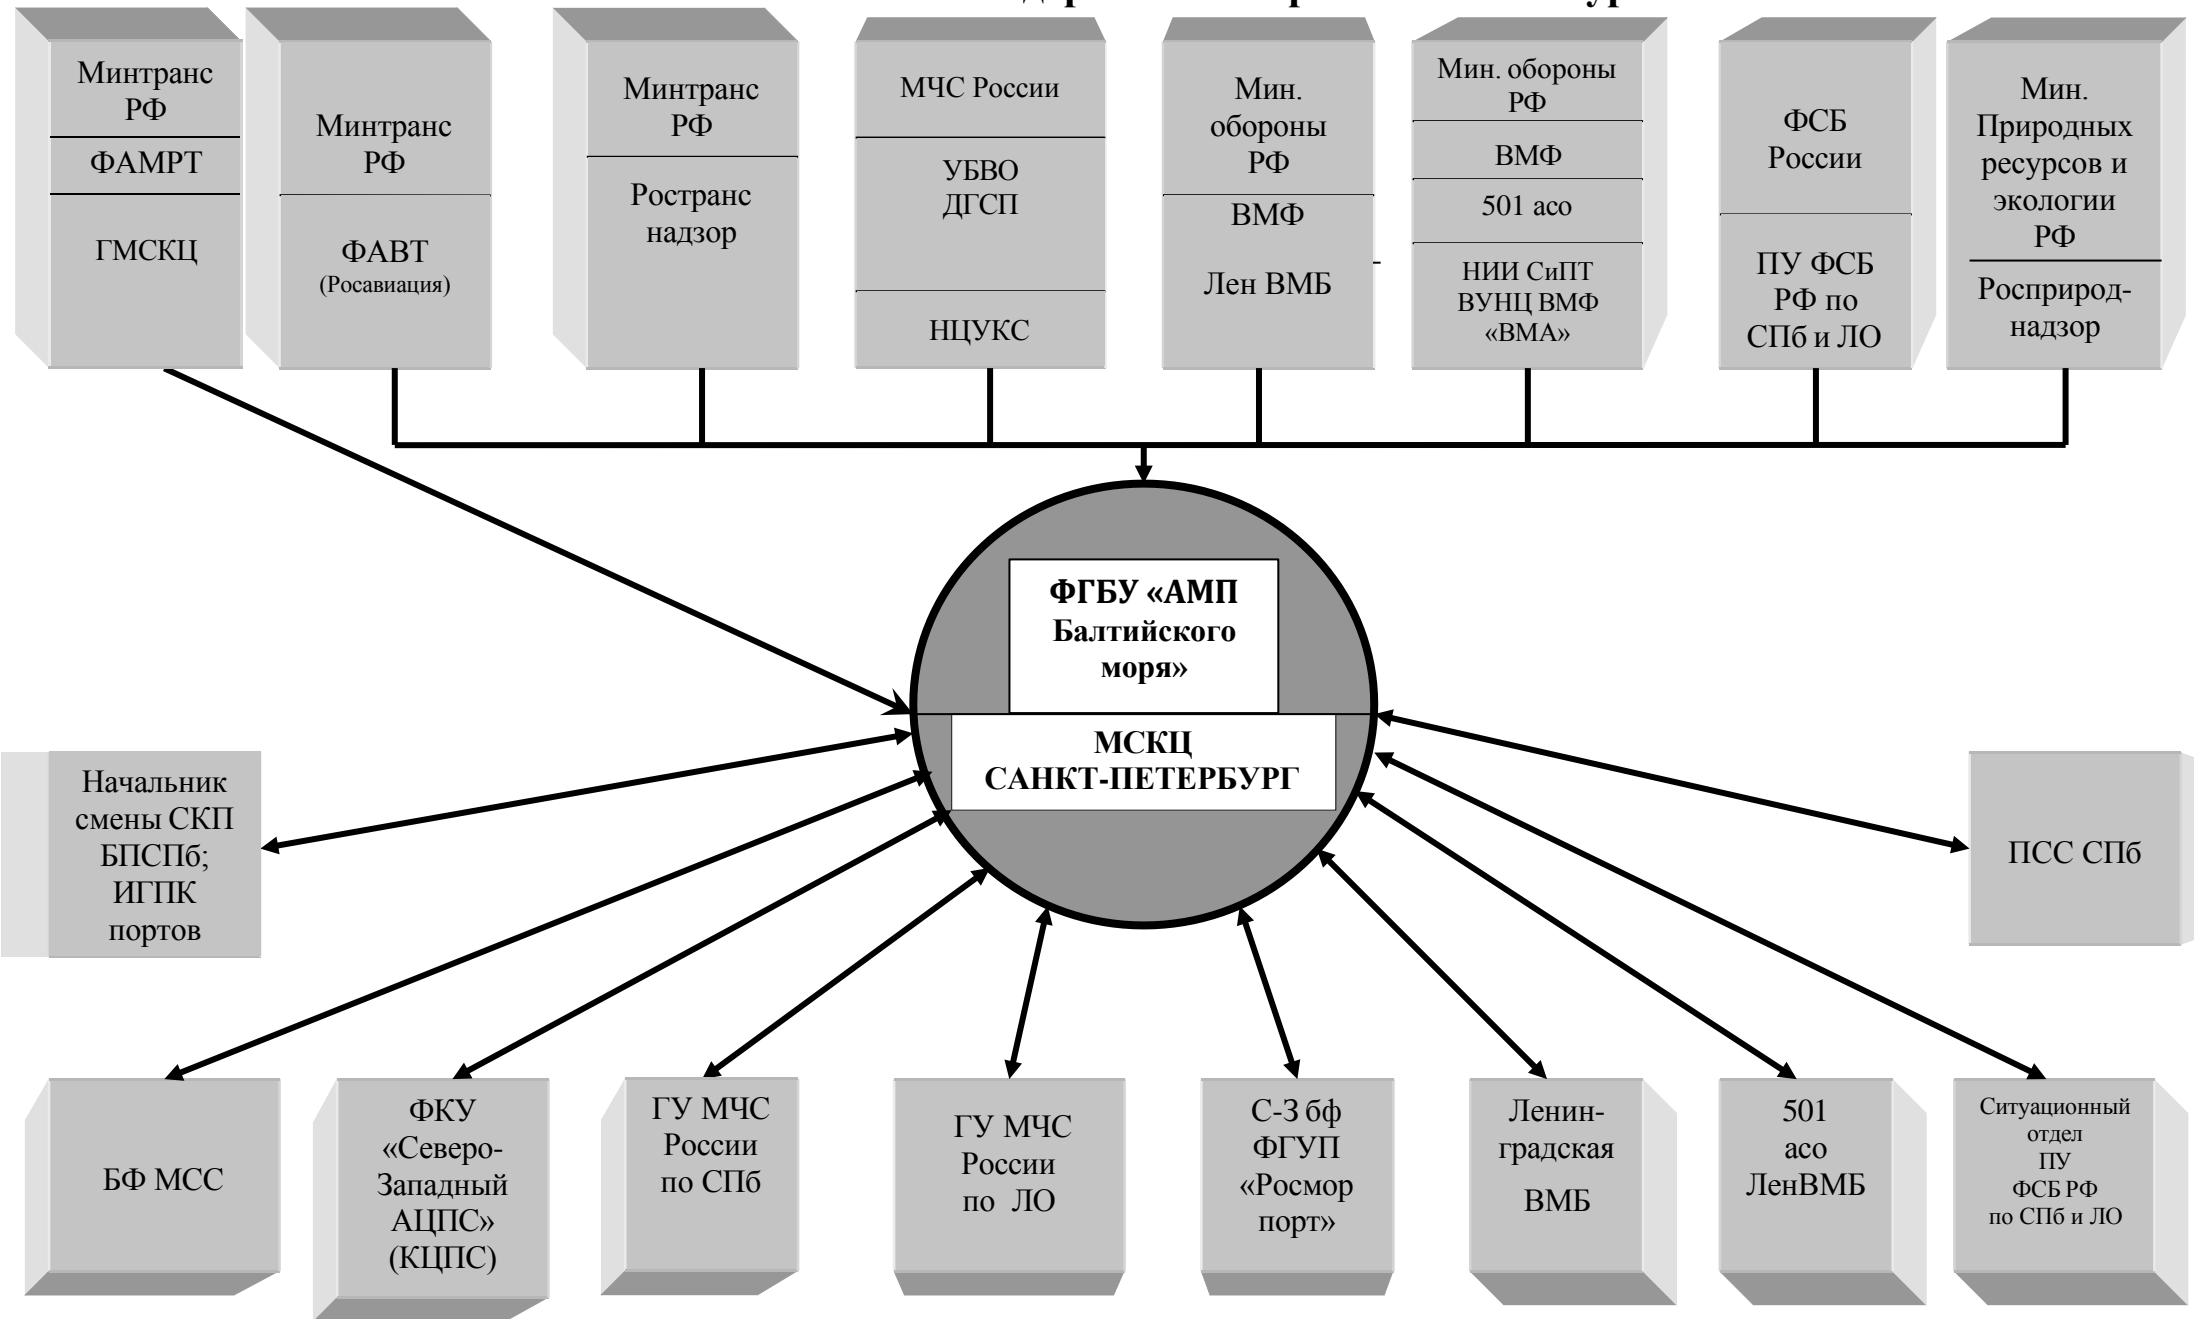 Минтранс
РФ
ФАМРТ
ГМСКЦ
Минтранс
РФ
ФАВТ
(Росавиация)
Минтранс
РФ
Ространс
надзор
МЧС России
УБВО
ДГСП
НЦУКС
Мин.
обороны
РФ
ВМФ
Лен ВМБ
Мин. обороны
РФ
ВМФ
501 асо
НИИ СиПТ
ВУНЦ ВМФ
«ВМА»
ФСБ
России
ПУ ФСБ
РФ по
СПб и ЛО
Мин.
Природных
ресурсов и
экологии
РФ
Росприрод-
надзор
ФГБУ «АМП
Балтийского
моря»
МСКЦ
САНКТ-ПЕТЕРБУРГ
Начальник
смены СКП
БПСПб;
ИГПК
портов
ПСС СПб
БФ МСС
ФКУ
«Северо-
Западный
АЦПС»
(КЦПС)
ГУ МЧС
России
по СПб
ГУ МЧС
России
по ЛО
С-З бф
ФГУП
«Росмор
порт»
Ленин-
градская
ВМБ
501
асо
ЛенВМБ
Ситуационный
отдел
ПУ
ФСБ РФ
по СПб и ЛО